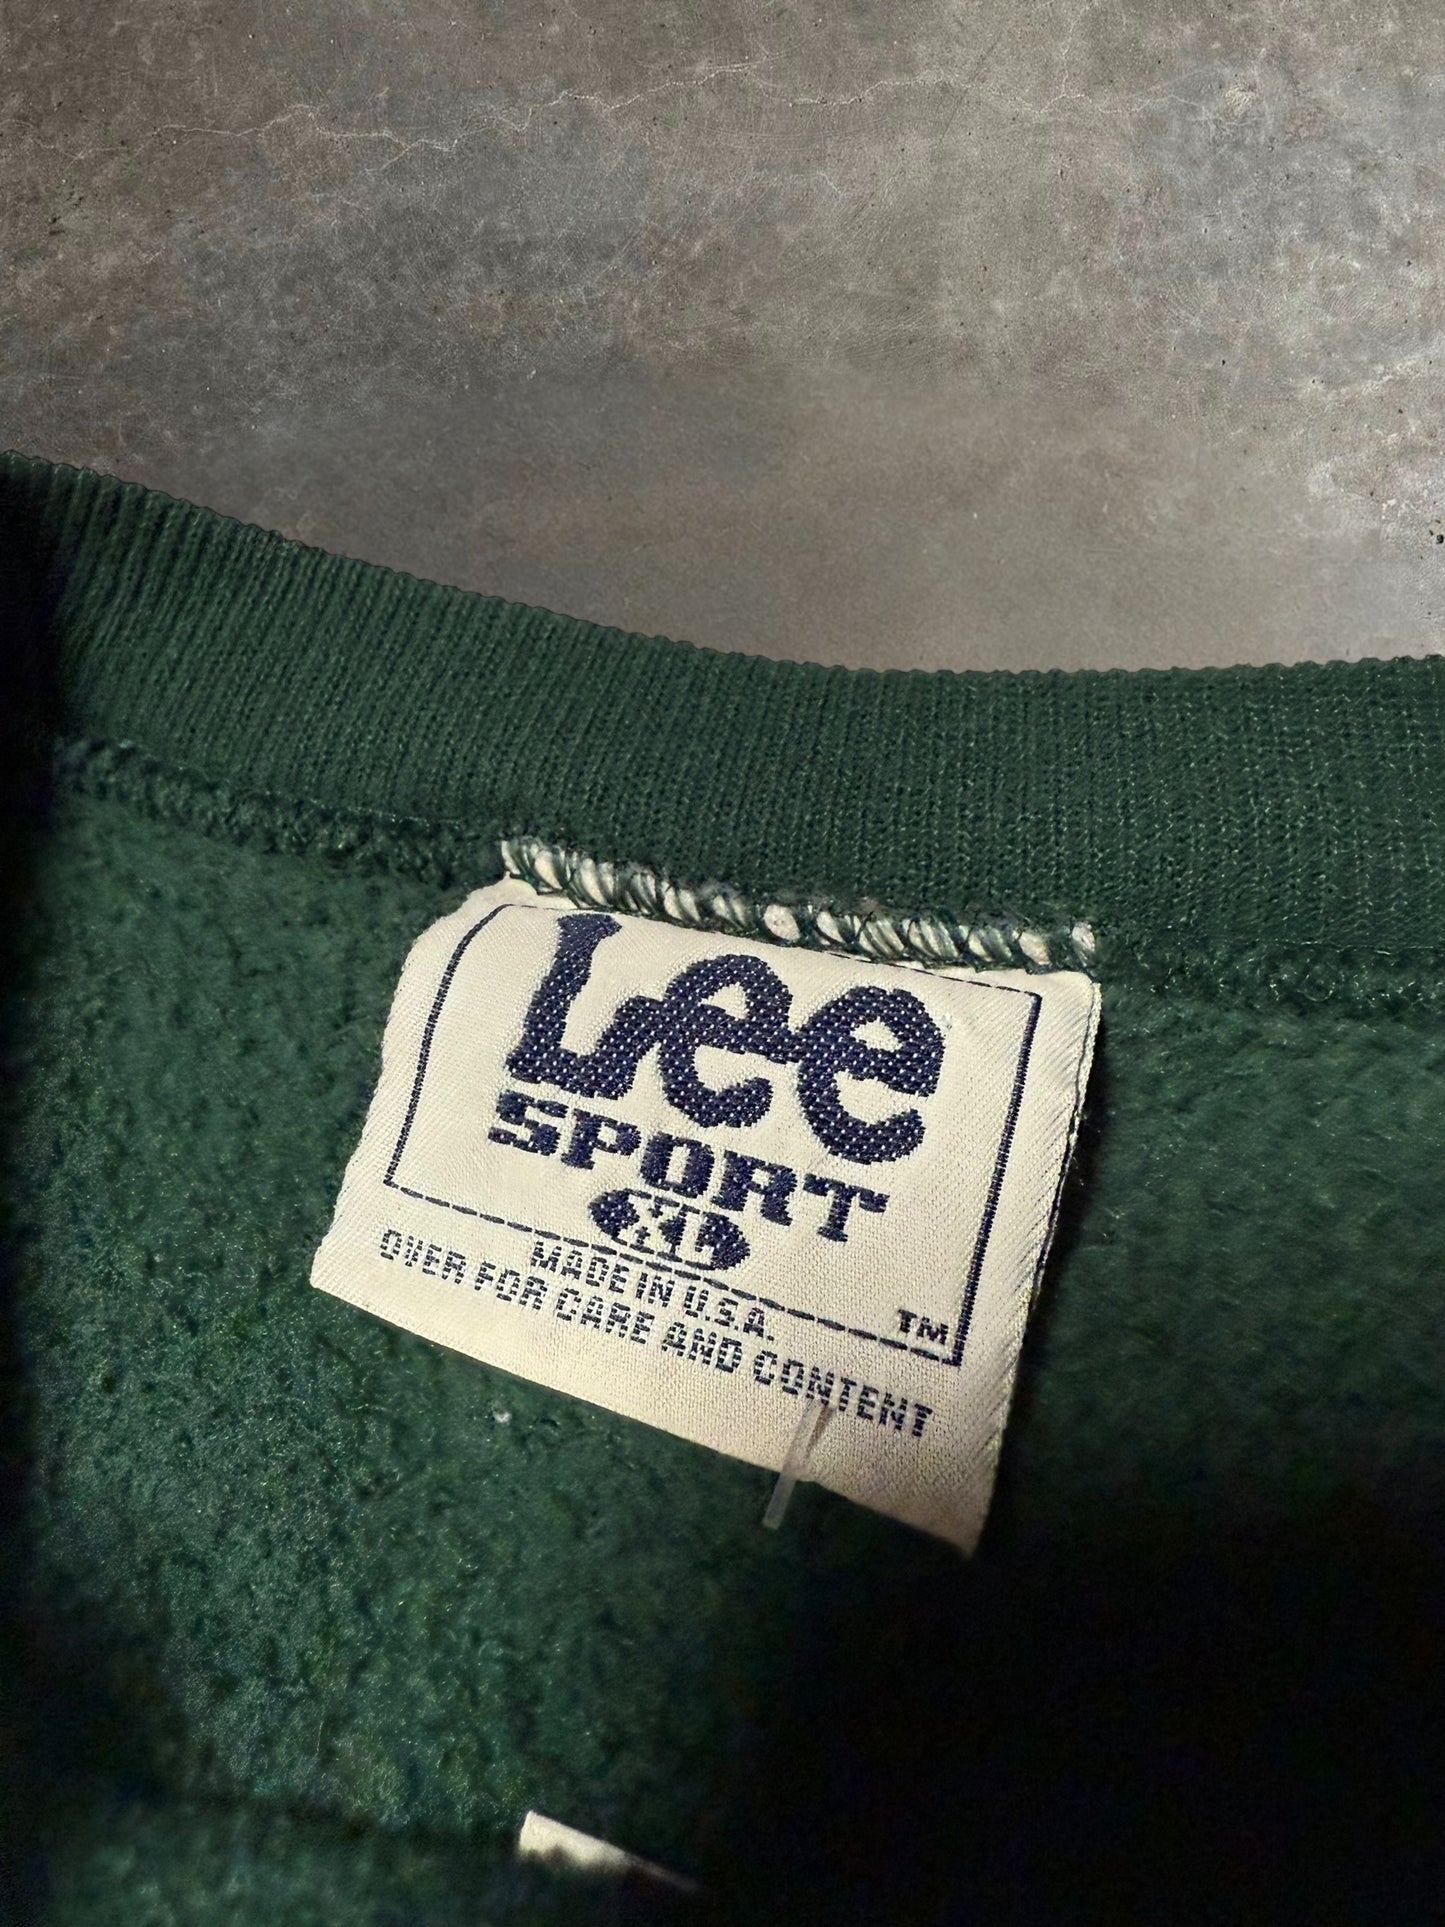 Lee
SPORT
XL
MADE IN U.S.A.
OVER FOR CARE AND CONTENT
TM